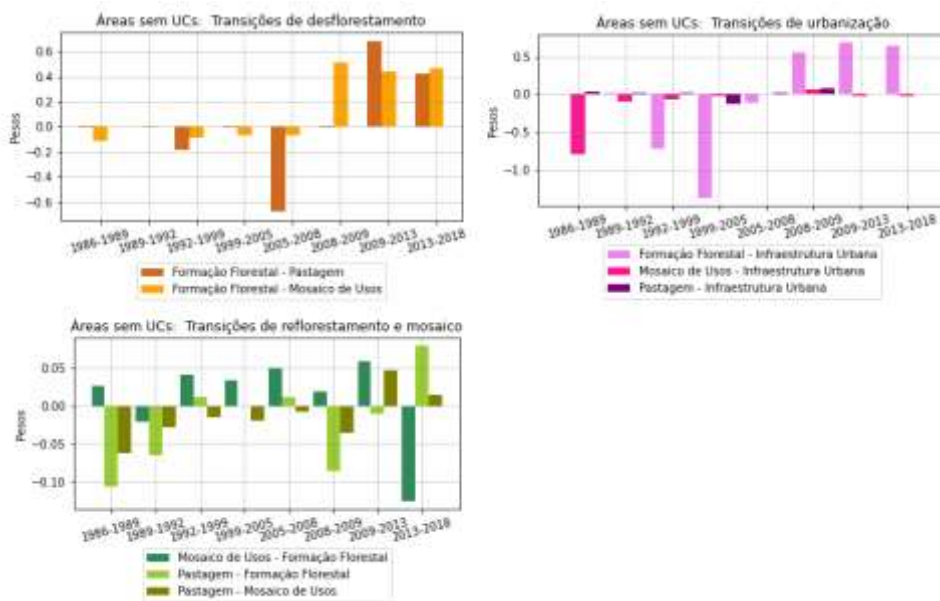 Áreas sem UCs: Transições de desflorestamento
Pesos
0.6
0.4
0.2
0.0
−0.2
−0.4
−0.6
1986-1989
1989-1992
1992-1999
1999-2005
2005-2008
2008-2009
2009-2013
2013-2018
Formação Florestal - Pastagem
Formação Florestal - Mosaico de Usos
Áreas sem UCs: Transições de urbanização
Pesos
0.5
0.0
−0.5
−1.0
1986-1989
1989-1992
1992-1999
1999-2005
2005-2008
2008-2009
2009-2013
2013-2018
Formação Florestal - Infraestrutura Urbana
Mosaico de Usos - Infraestrutura Urbana
Pastagem - Infraestrutura Urbana
Áreas sem UCs: Transições de reflorestamento e mosaico
Pesos
0.05
0.00
−0.05
−0.10
1986-1989
1989-1992
1992-1999
1999-2005
2005-2008
2008-2009
2009-2013
2013-2018
Mosaico de Usos - Formação Florestal
Pastagem - Formação Florestal
Pastagem - Mosaico de Usos